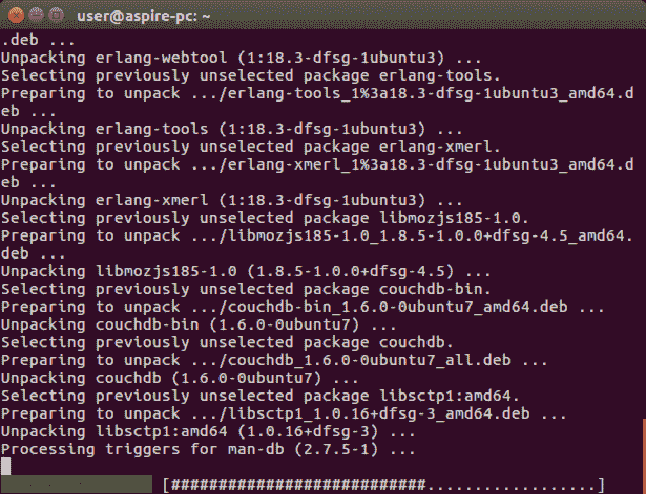 user@aspire-pc: ~
.deb ...
Unpacking erlang-webtool (1:18.3-dfsg-1ubuntu3) ...
Selecting previously unselected package erlang-tools.
Preparing to unpack .../erlang-tools_1%3a18.3-dfsg-1ubuntu3_amd64.d
eb ...
Unpacking erlang-tools (1:18.3-dfsg-1ubuntu3) ...
Selecting previously unselected package erlang-xmerl.
Preparing to unpack .../erlang-xmerl_1%3a18.3-dfsg-1ubuntu3_amd64.d
eb ...
Unpacking erlang-xmerl (1:18.3-dfsg-1ubuntu3) ...
Selecting previously unselected package libmozjs185-1.0.
Preparing to unpack .../libmozjs185-1.0_1.8.5-1.0.0+dfsg-4.5_amd64.
deb ...
Unpacking libmozjs185-1.0 (1.8.5-1.0.0+dfsg-4.5) ...
Selecting previously unselected package couchdb-bin.
Preparing to unpack .../couchdb-bin_1.6.0-0ubuntu7_amd64.deb ...
Unpacking couchdb-bin (1.6.0-0ubuntu7) ...
Selecting previously unselected package couchdb.
Preparing to unpack .../couchdb_1.6.0-0ubuntu7_all.deb ...
Unpacking couchdb (1.6.0-0ubuntu7) ...
Selecting previously unselected package libsctp1:amd64.
Preparing to unpack .../libsctp1_1.0.16+dfsg-3_amd64.deb ...
Unpacking libsctp1:amd64 (1.0.16+dfsg-3) ...
Processing triggers for man-db (2.7.5-1) ...
[###########################..................]